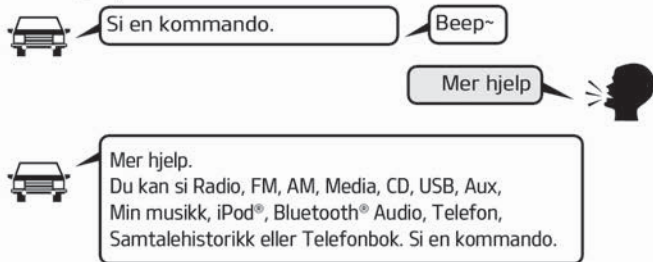 Si en kommando.
Beep~
Mer hjelp
Mer hjelp.
Du kan si Radio, FM, AM, Media, CD, USB, Aux,
Min musikk, iPod®, Bluetooth® Audio, Telefon,
Samtalehistorikk eller Telefonbok. Si en kommando.